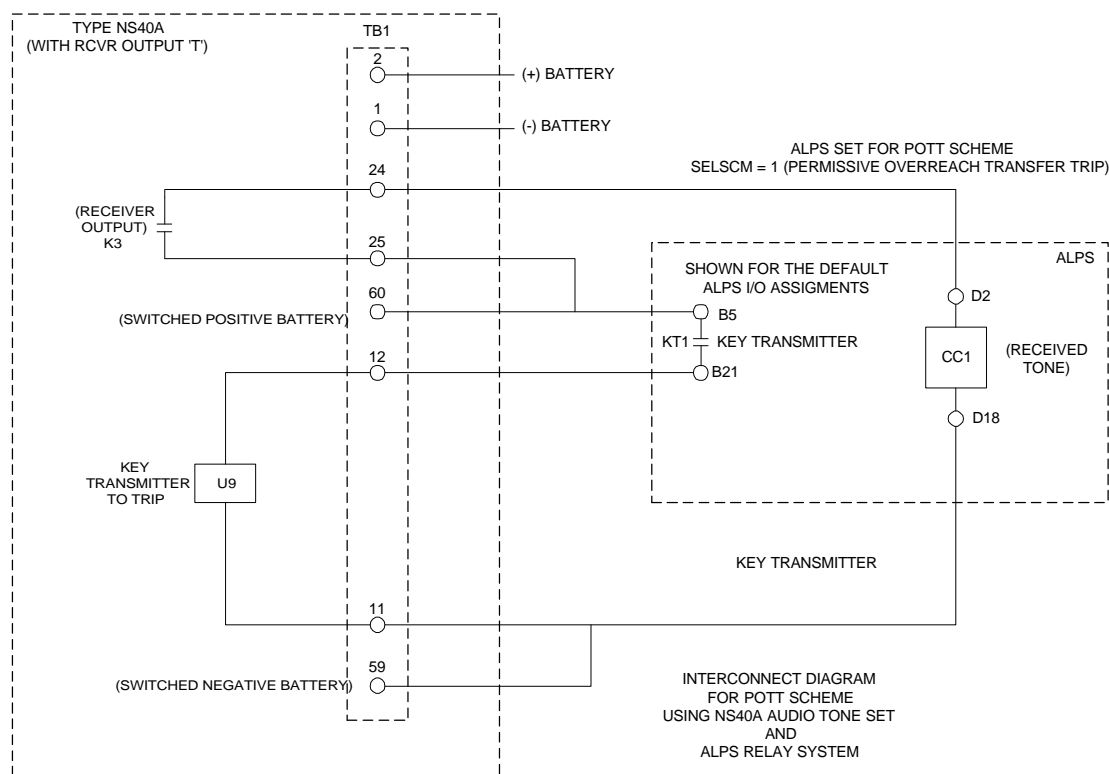 TYPE NS40A
(WITH RCVR OUTPUT 'T')
TB1
2
(+) BATTERY
1
(-) BATTERY
ALPS SET FOR POTT SCHEME
SELSCM = 1 (PERMISSIVE OVERREACH TRANSFER TRIP)
24
(RECEIVER
OUTPUT)
K3
25
ALPS
SHOWN FOR THE DEFAULT
ALPS I/O ASSIGMENTS
60
(SWITCHED POSITIVE BATTERY)
B5
D2
KT1
KEY TRANSMITTER
12
B21
CC1
(RECEIVED
TONE)
D18
KEY
TRANSMITTER
TO TRIP
U9
KEY TRANSMITTER
11
59
(SWITCHED NEGATIVE BATTERY)
INTERCONNECT DIAGRAM
FOR POTT SCHEME
USING NS40A AUDIO TONE SET
AND
ALPS RELAY SYSTEM